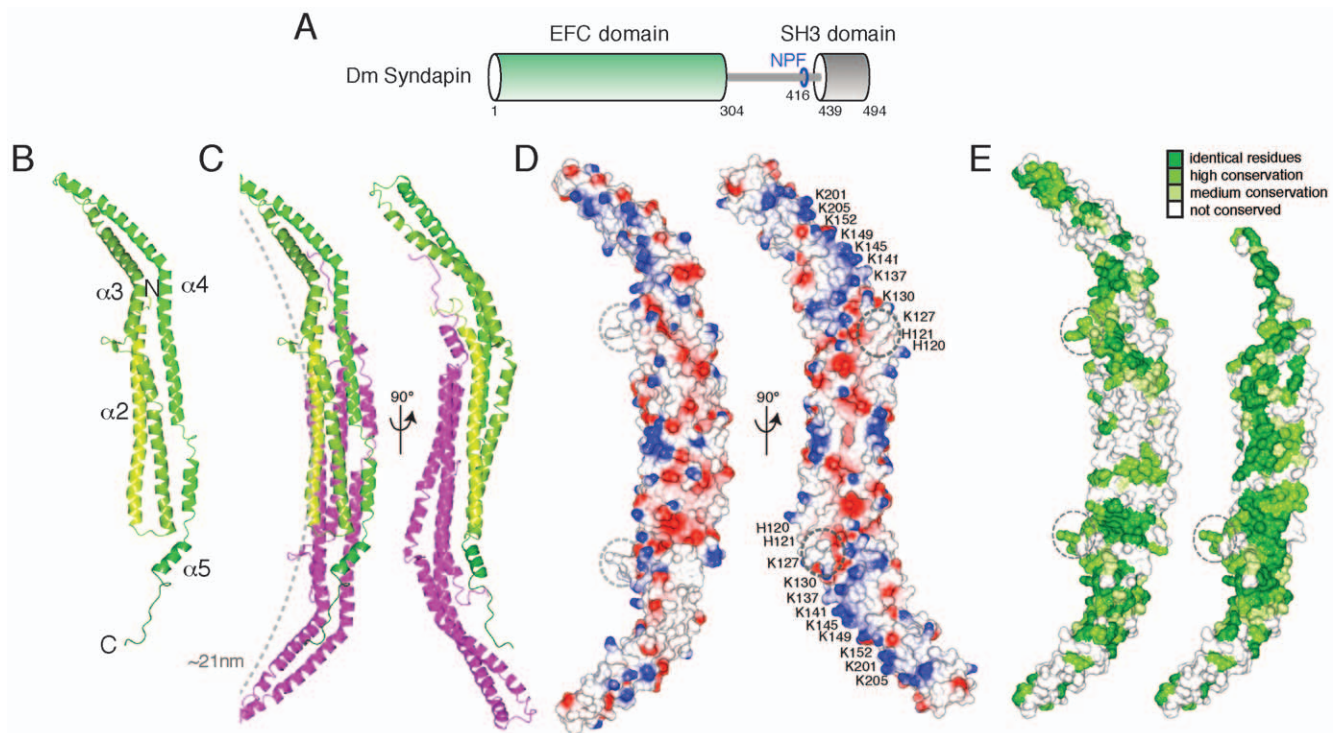 A
EFC domain
SH3 domain
Dm Syndapin
NPF
1
304
416
439
494
B
α3
N
α4
α2
α5
C
C
90°
~21nm
D
90°
K201
K205
K152
K149
K145
K141
K137
K130
K127
H121
H120
H120
H121
K127
K130
K137
K141
K145
K149
K152
K201
K205
E
identical residues
high conservation
medium conservation
not conserved